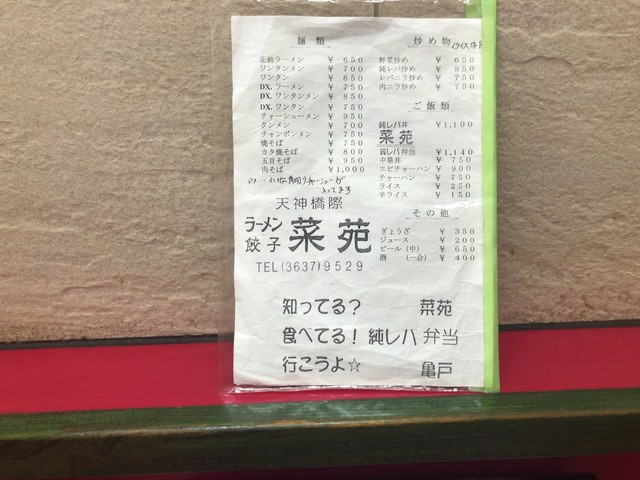 麺類
正油ラーメン ¥ 650
ワンタンメン ¥ 700
ワンタン ¥ 650
DX. ラーメン ¥ 750
DX. ワンタンメン ¥ 850
DX. ワンタン ¥ 750
チャーシューメン ¥ 950
タンメン ¥ 700
チャンポンメン ¥ 750
焼そば ¥ 750
カタ焼そば ¥ 800
五目そば ¥ 950
肉そば ¥1,000
入ってます
天神橋際
ラーメン
餃子 菜苑
TEL (3637)9529
炒め物
野菜炒め ¥ 650
純レバ炒め ¥ 850
レバニラ炒め ¥ 750
肉ニラ炒め ¥ 750
ご飯類
純レバ丼 ¥1,100
菜苑
純レバ弁当 ¥1,140
中華丼 ¥ 750
エビチャーハン ¥ 900
チャーハン ¥ 750
ライス ¥ 250
半ライス ¥ 150
その他
ぎょうざ ¥ 350
ジュース ¥ 200
ビール (中) ¥ 650
酒 (一合) ¥ 400
知ってる? 菜苑
食べてる! 純レバ弁当
行こうよ☆ 亀戸